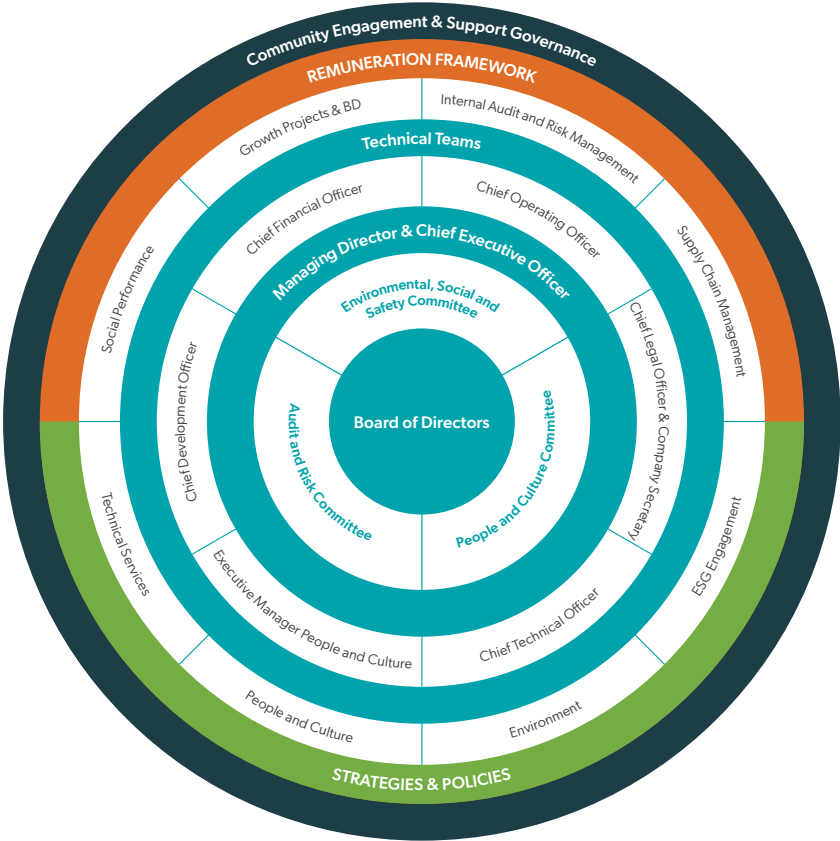 Community Engagement & Support Governance
REMUNERATION FRAMEWORK
Growth Projects & BD
Internal Audit and Risk Management
Supply Chain Management
ESG Engagement
Environment
People and Culture
Technical Services
Social Performance
Technical Teams
Chief Financial Officer
Chief Operating Officer
Chief Legal Officer & Company Secretary
Chief Technical Officer
Executive Manager People and Culture
Chief Development Officer
Managing Director & Chief Executive Officer
Environmental, Social and
Safety Committee
People and Culture Committee
Audit and Risk Committee
Board of Directors
STRATEGIES & POLICIES